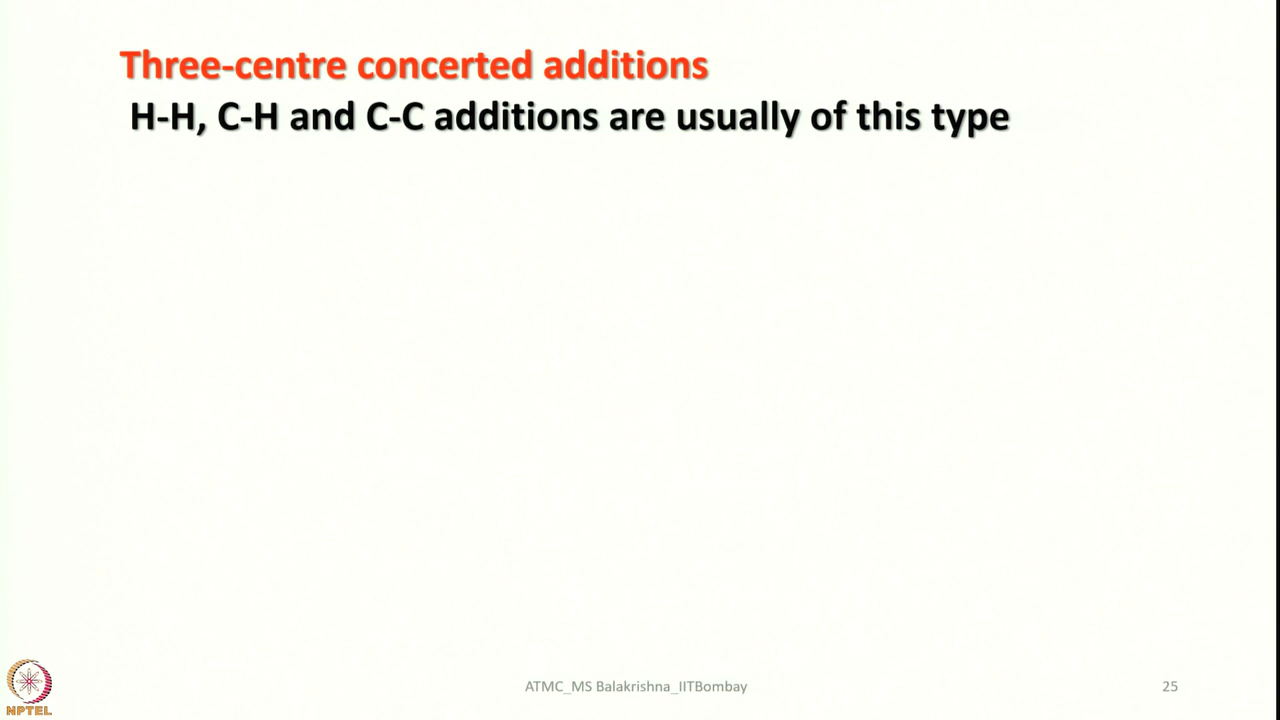 Three-centre concerted additions
H-H, C-H and C-C additions are usually of this type
ATMC_MS Balakrishna_IITBombay
25
NPTEL